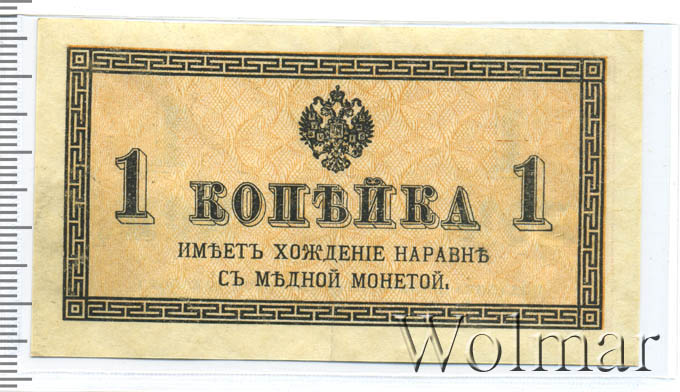 1 КОПѢЙКА 1
ИМѢЕТЪ ХОЖДЕНІЕ НАРАВНѢ
СЪ МѢДНОЙ МОНЕТОЙ.
Wolmar